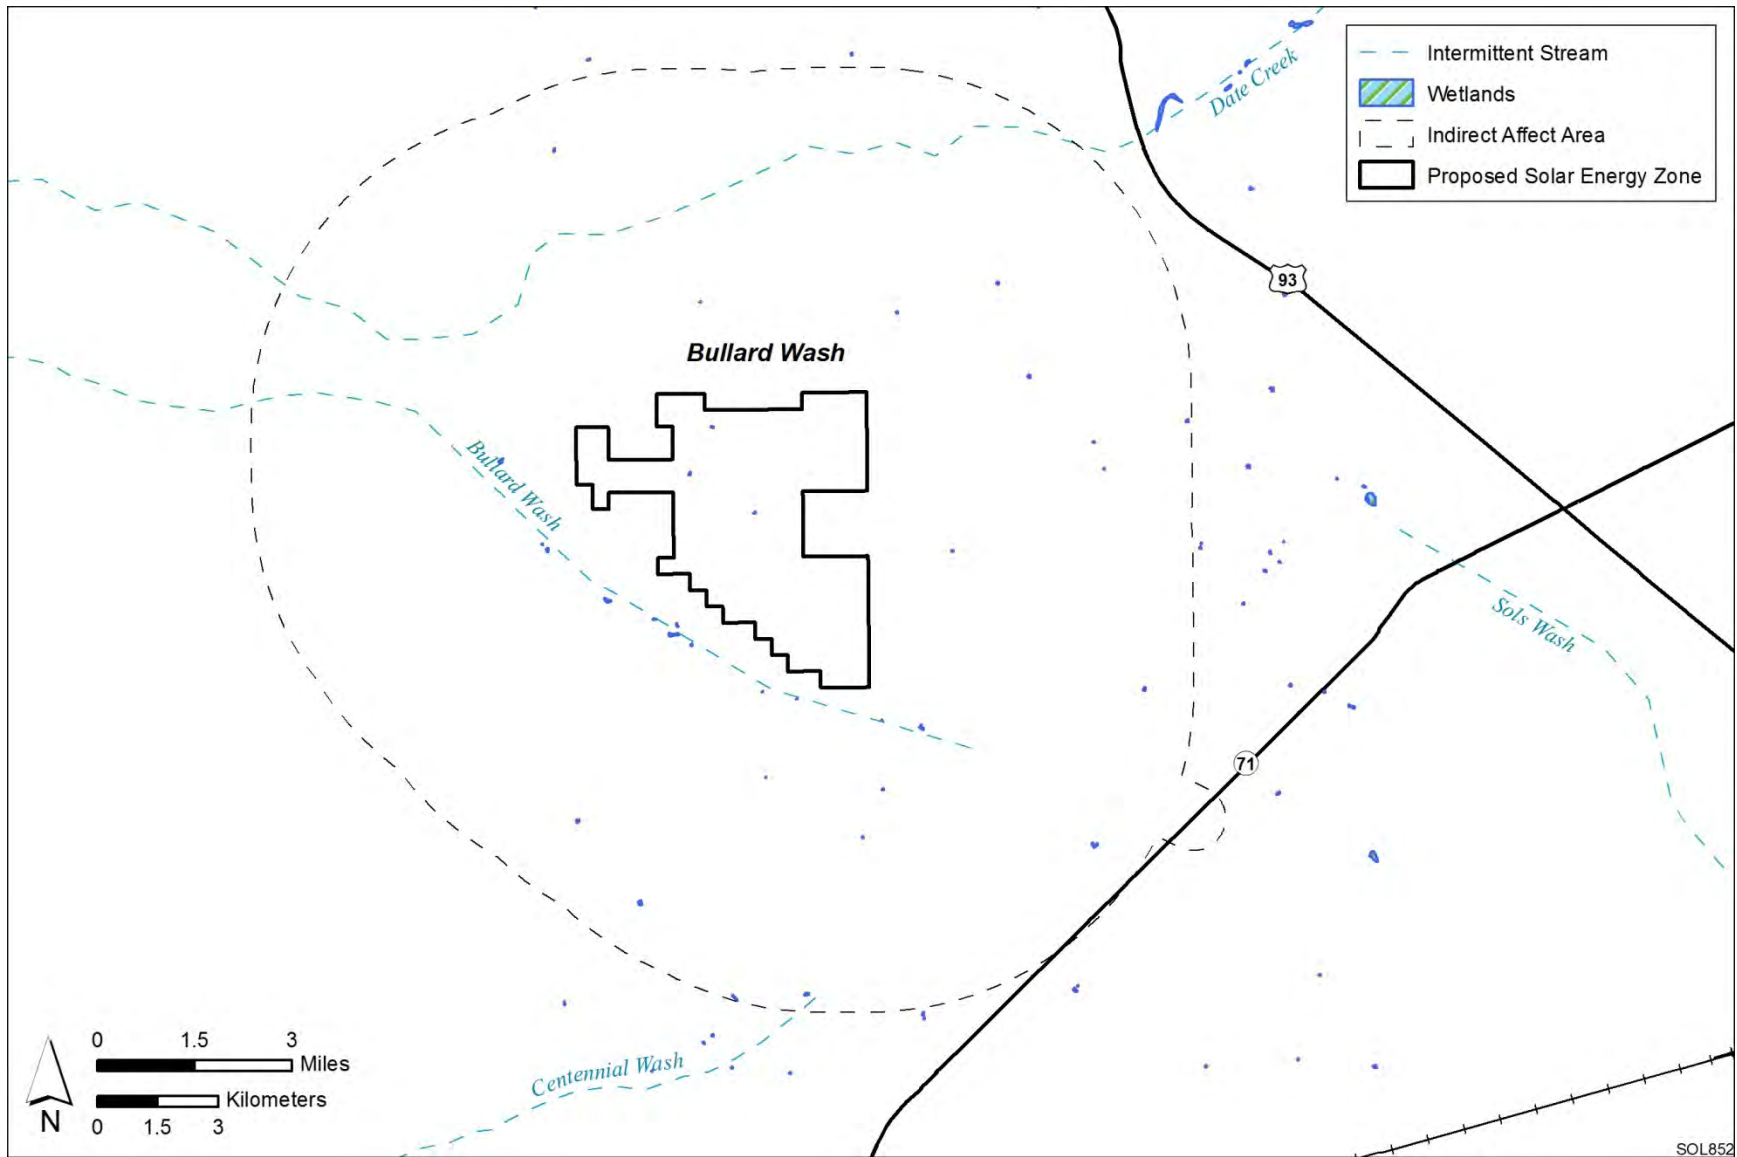 Intermittent Stream
Wetlands
Indirect Affect Area
Proposed Solar Energy Zone
Date Creek
93
Bullard Wash
Bullard Wash
Sols Wash
71
Centennial Wash
0 1.5 3
Miles
Kilometers
0 1.5 3
N
SOL852